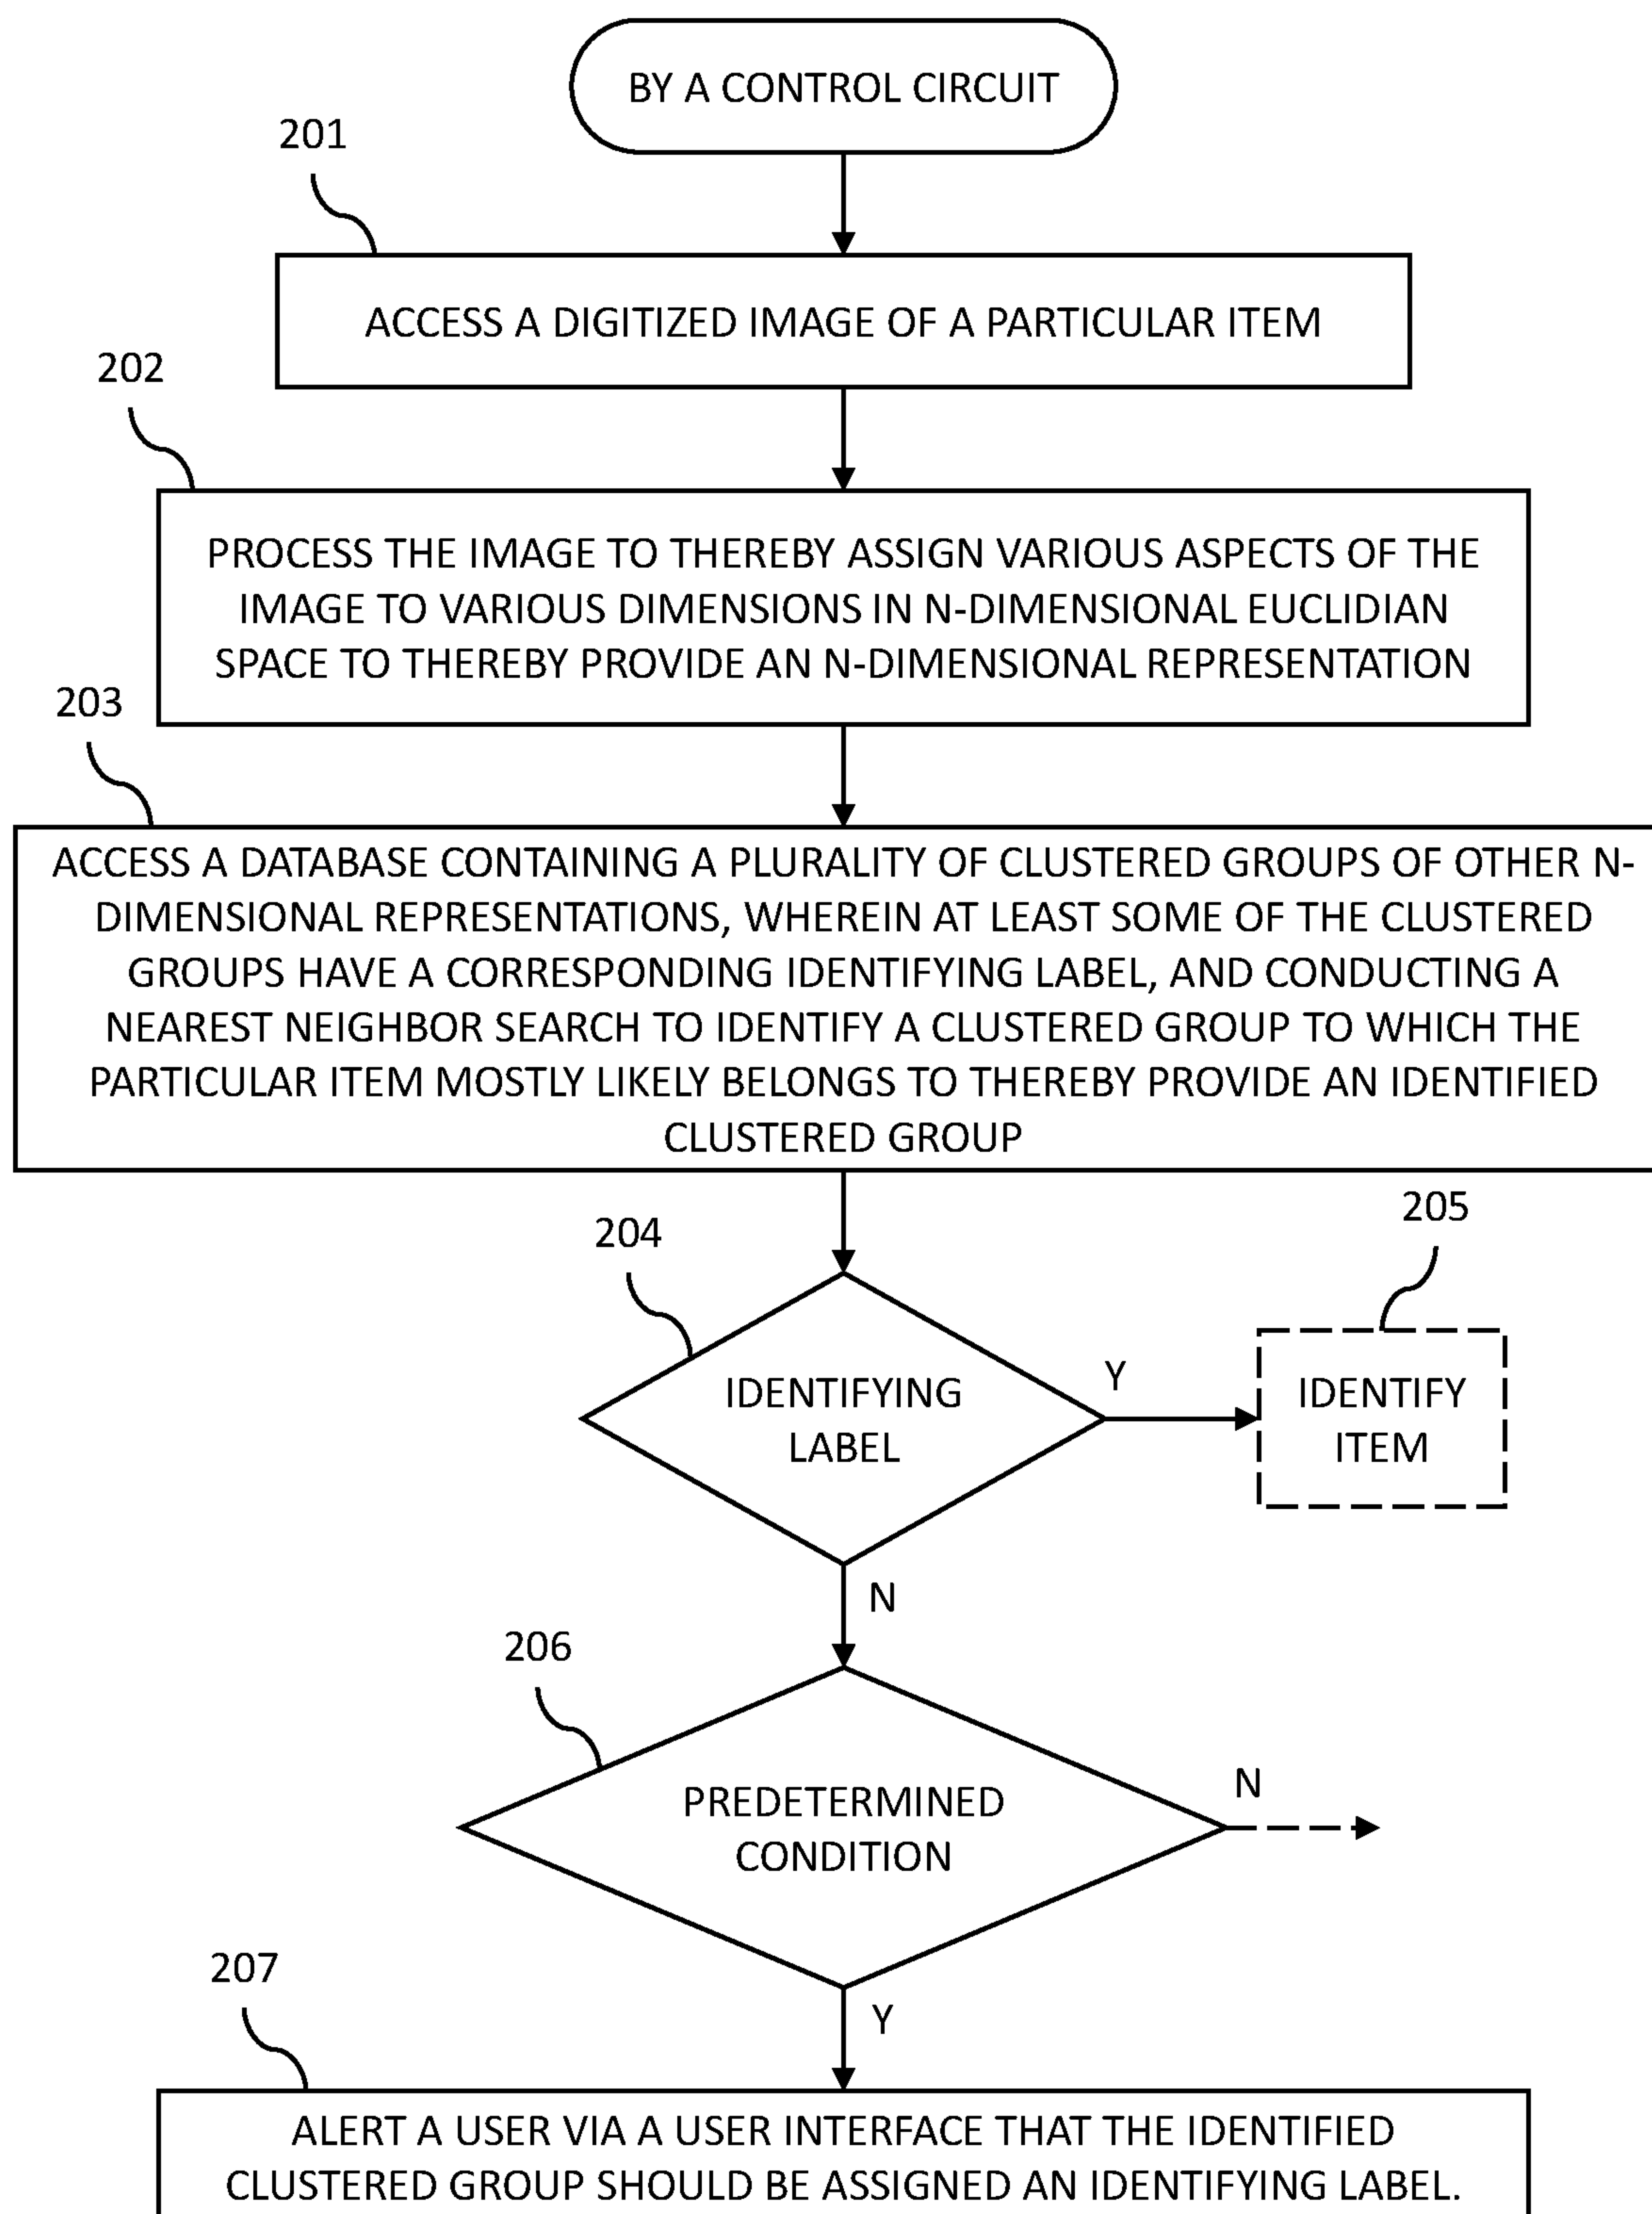 BY A CONTROL CIRCUIT
201
ACCESS A DIGITIZED IMAGE OF A PARTICULAR ITEM
202
PROCESS THE IMAGE TO THEREBY ASSIGN VARIOUS ASPECTS OF THE
IMAGE TO VARIOUS DIMENSIONS IN N-DIMENSIONAL EUCLIDIAN
SPACE TO THEREBY PROVIDE AN N-DIMENSIONAL REPRESENTATION
203
ACCESS A DATABASE CONTAINING A PLURALITY OF CLUSTERED GROUPS OF OTHER N-
DIMENSIONAL REPRESENTATIONS, WHEREIN AT LEAST SOME OF THE CLUSTERED
GROUPS HAVE A CORRESPONDING IDENTIFYING LABEL, AND CONDUCTING A
NEAREST NEIGHBOR SEARCH TO IDENTIFY A CLUSTERED GROUP TO WHICH THE
PARTICULAR ITEM MOSTLY LIKELY BELONGS TO THEREBY PROVIDE AN IDENTIFIED
CLUSTERED GROUP
204
IDENTIFYING
LABEL
Y
205
IDENTIFY
ITEM
N
206
PREDETERMINED
CONDITION
N
Y
207
ALERT A USER VIA A USER INTERFACE THAT THE IDENTIFIED
CLUSTERED GROUP SHOULD BE ASSIGNED AN IDENTIFYING LABEL.